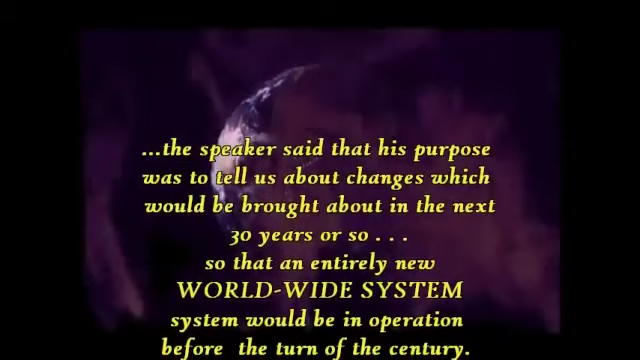 ...the speaker said that his purpose
was to tell us about changes which
would be brought about in the next
30 years or so . . .
so that an entirely new
WORLD-WIDE SYSTEM
system would be in operation
before the turn of the century.